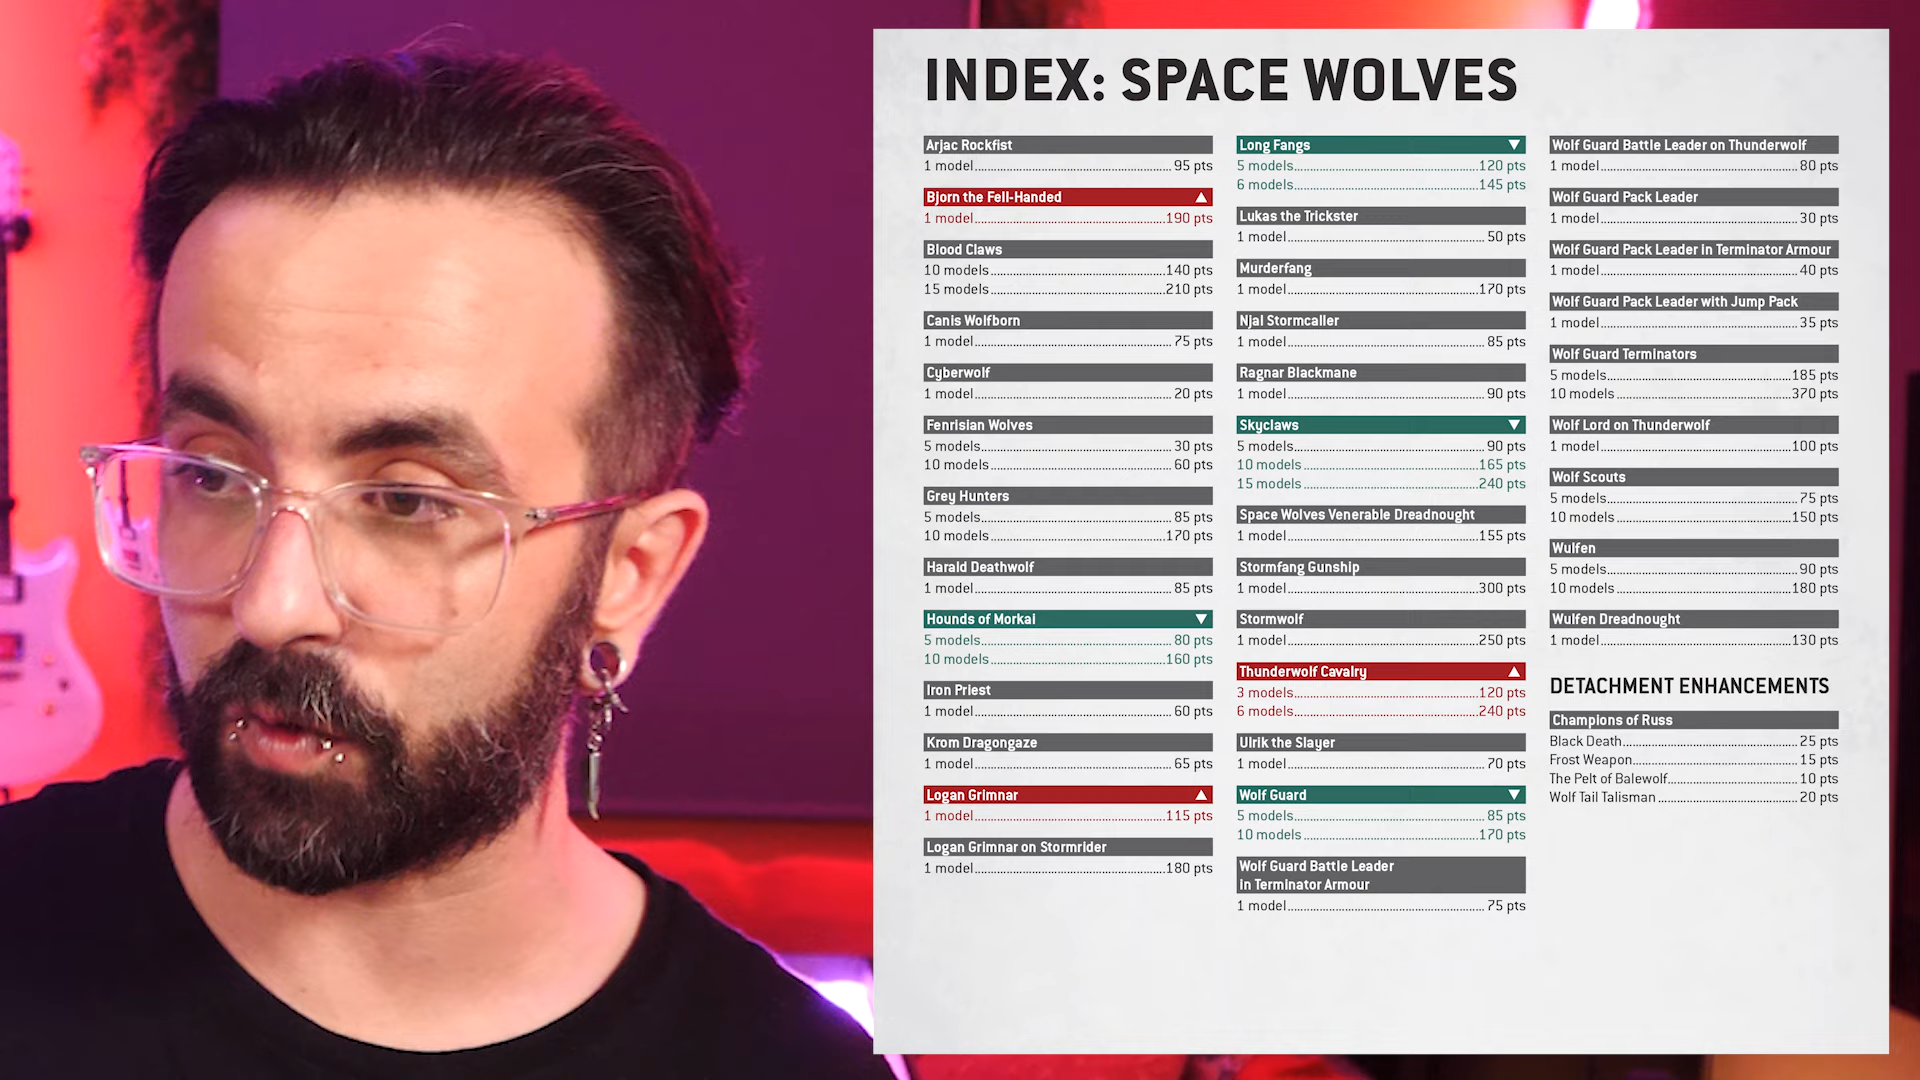 INDEX: SPACE WOLVES
Arjac Rockfist
1 model 95 pts
Bjorn the Fell-Handed
1 model 190 pts
Blood Claws
10 models 140 pts
15 models 210 pts
Canis Wolfborn
1 model 75 pts
Cyberwolf
1 model 20 pts
Fenrisian Wolves
5 models 30 pts
10 models 60 pts
Grey Hunters
5 models 85 pts
10 models 170 pts
Harald Deathwolf
1 model 85 pts
Hounds of Morkai
5 models 80 pts
10 models 160 pts
Iron Priest
1 model 60 pts
Krom Dragongaze
1 model 65 pts
Logan Grimnar
1 model 115 pts
Logan Grimnar on Stormrider
1 model 180 pts
Long Fangs
5 models 120 pts
6 models 145 pts
Lukas the Trickster
1 model 50 pts
Murderfang
1 model 170 pts
Njal Stormcaller
1 model 85 pts
Ragnar Blackmane
1 model 90 pts
Skyclaws
5 models 90 pts
10 models 165 pts
15 models 240 pts
Space Wolves Venerable Dreadnought
1 model 155 pts
Stormfang Gunship
1 model 300 pts
Stormwolf
1 model 250 pts
Thunderwolf Cavalry
3 models 120 pts
6 models 240 pts
Ulrik the Slayer
1 model 70 pts
Wolf Guard
5 models 85 pts
10 models 170 pts
Wolf Guard Battle Leader
in Terminator Armour
1 model 75 pts
Wolf Guard Battle Leader on Thunderwolf
1 model 80 pts
Wolf Guard Pack Leader
1 model 30 pts
Wolf Guard Pack Leader in Terminator Armour
1 model 40 pts
Wolf Guard Pack Leader with Jump Pack
1 model 35 pts
Wolf Guard Terminators
5 models 185 pts
10 models 370 pts
Wolf Lord on Thunderwolf
1 model 100 pts
Wolf Scouts
5 models 75 pts
10 models 150 pts
Wulfen
5 models 90 pts
10 models 180 pts
Wulfen Dreadnought
1 model 130 pts
DETACHMENT ENHANCEMENTS
Champions of Russ
Black Death 25 pts
Frost Weapon 15 pts
The Pelt of Balewolf 10 pts
Wolf Tail Talisman 20 pts